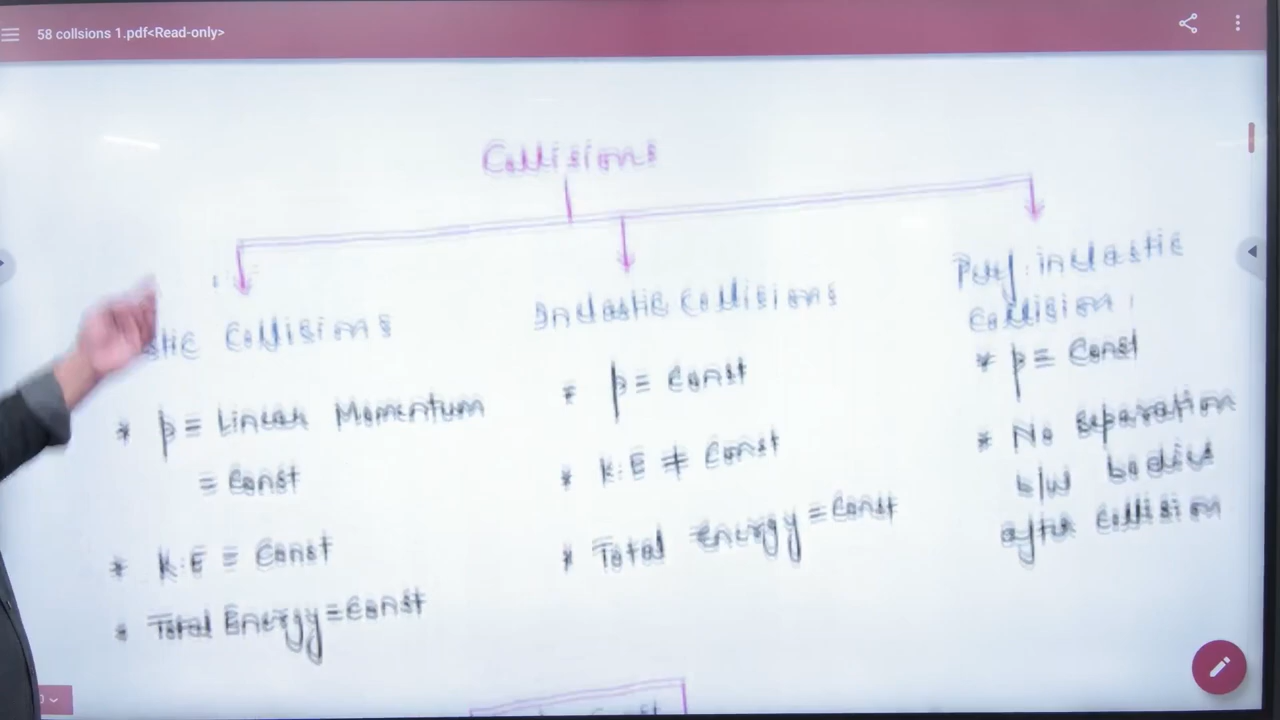 58 collsions 1.pdf<Read-only>
Collisions
stic Collisions
* p = Linear Momentum
= Const
* K.E = Const
* Total Energy = Const
Inelastic Collisions
* p = Const
* K.E ≠ Const
* Total Energy = Const
Perf. inelastic
Collision
* p = Const
* No separation
b/w bodies
after collision